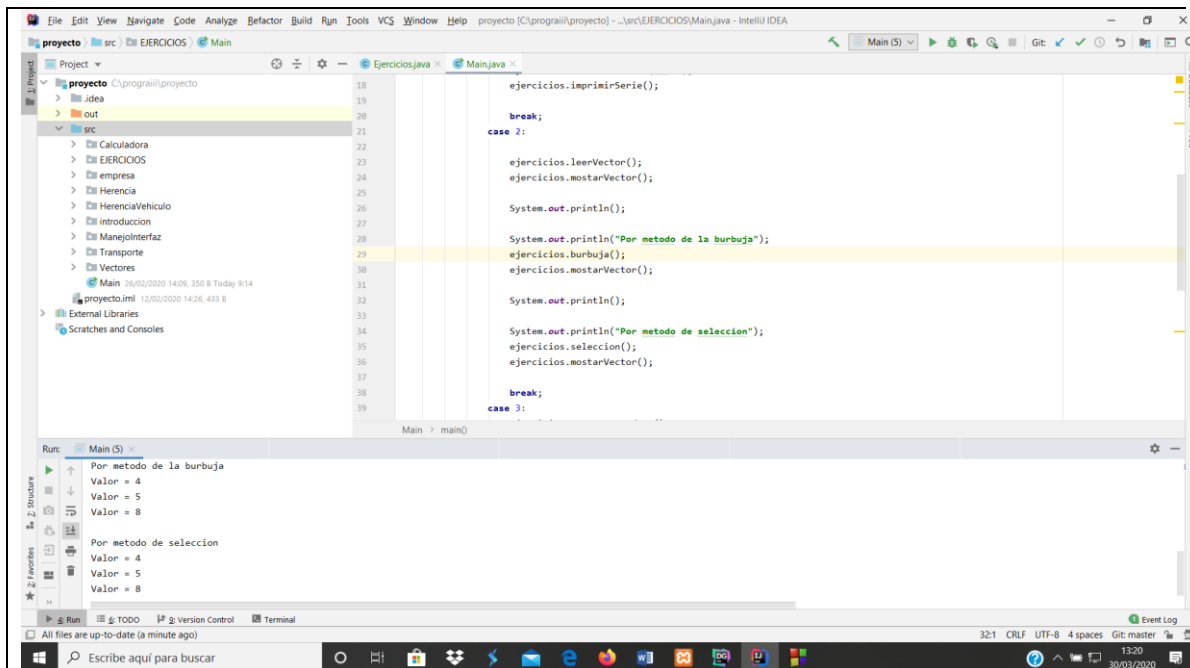 File Edit View Navigate Code Analyze Refactor Build Run Tools VCS Window Help proyecto [C:\prograiii\proyecto] - ...\src\EJERCICIOS\Main.java - IntelliJ IDEA
proyecto src EJERCICIOS Main Main (5) Git:
1: Project
Project
Ejercicios.java Main.java
proyecto C:\prograiii\proyecto
.idea
out
src
Calculadora
EJERCICIOS
empresa
Herencia
HerenciaVehiculo
introduccion
ManejoInterfaz
Transporte
Vectores
Main 26/02/2020 14:09, 350 B Today 9:14
proyecto.iml 12/02/2020 14:26, 433 B
External Libraries
Scratches and Consoles
18 ejercicios.imprimirSerie();
19
20 break;
21 case 2:
22
23 ejercicios.leerVector();
24 ejercicios.mostarVector();
25
26 System.out.println();
27
28 System.out.println("Por metodo de la burbuja");
29 ejercicios.burbuja();
30 ejercicios.mostarVector();
31
32 System.out.println();
33
34 System.out.println("Por metodo de seleccion");
35 ejercicios.seleccion();
36 ejercicios.mostarVector();
37
38 break;
39 case 3:
Main > main()
Run: Main (5)
Por metodo de la burbuja
Valor = 4
Valor = 5
Valor = 8
Por metodo de seleccion
Valor = 4
Valor = 5
Valor = 8
Z: Structure
2: Favorites
4: Run 6: TODO 9: Version Control Terminal 1 Event Log
All files are up-to-date (a minute ago) 32:1 CRLF UTF-8 4 spaces Git: master
Escribe aquí para buscar
13:20
30/03/2020